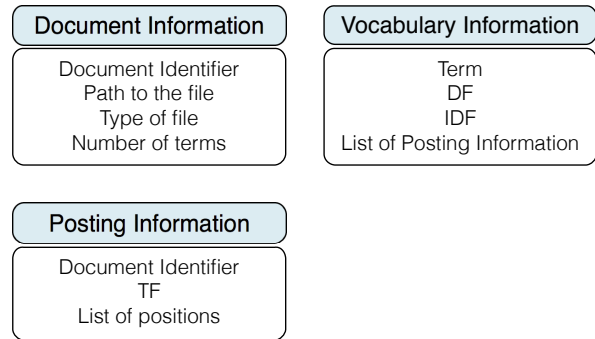 Document Information
Document Identifier
Path to the file
Type of file
Number of terms
Vocabulary Information
Term
DF
IDF
List of Posting Information
Posting Information
Document Identifier
TF
List of positions